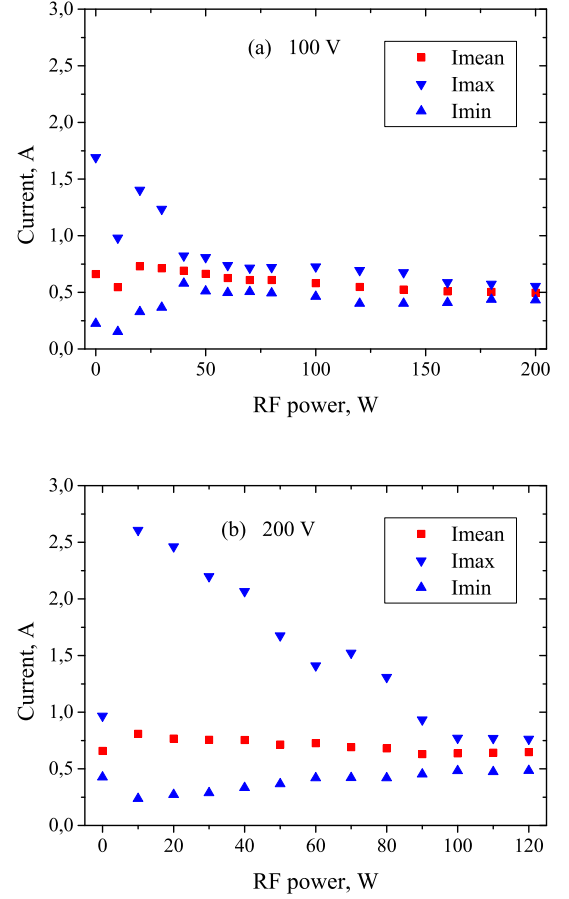 3,0
(a) 100 V
Imean
2,5
Imax
Imin
2,0
1,5
1,0
0,5
0,0
Current, A
0 50 100 150 200
RF power, W
3,0
(b) 200 V
Imean
2,5
Imax
Imin
2,0
1,5
1,0
0,5
0,0
Current, A
0 20 40 60 80 100 120
RF power, W